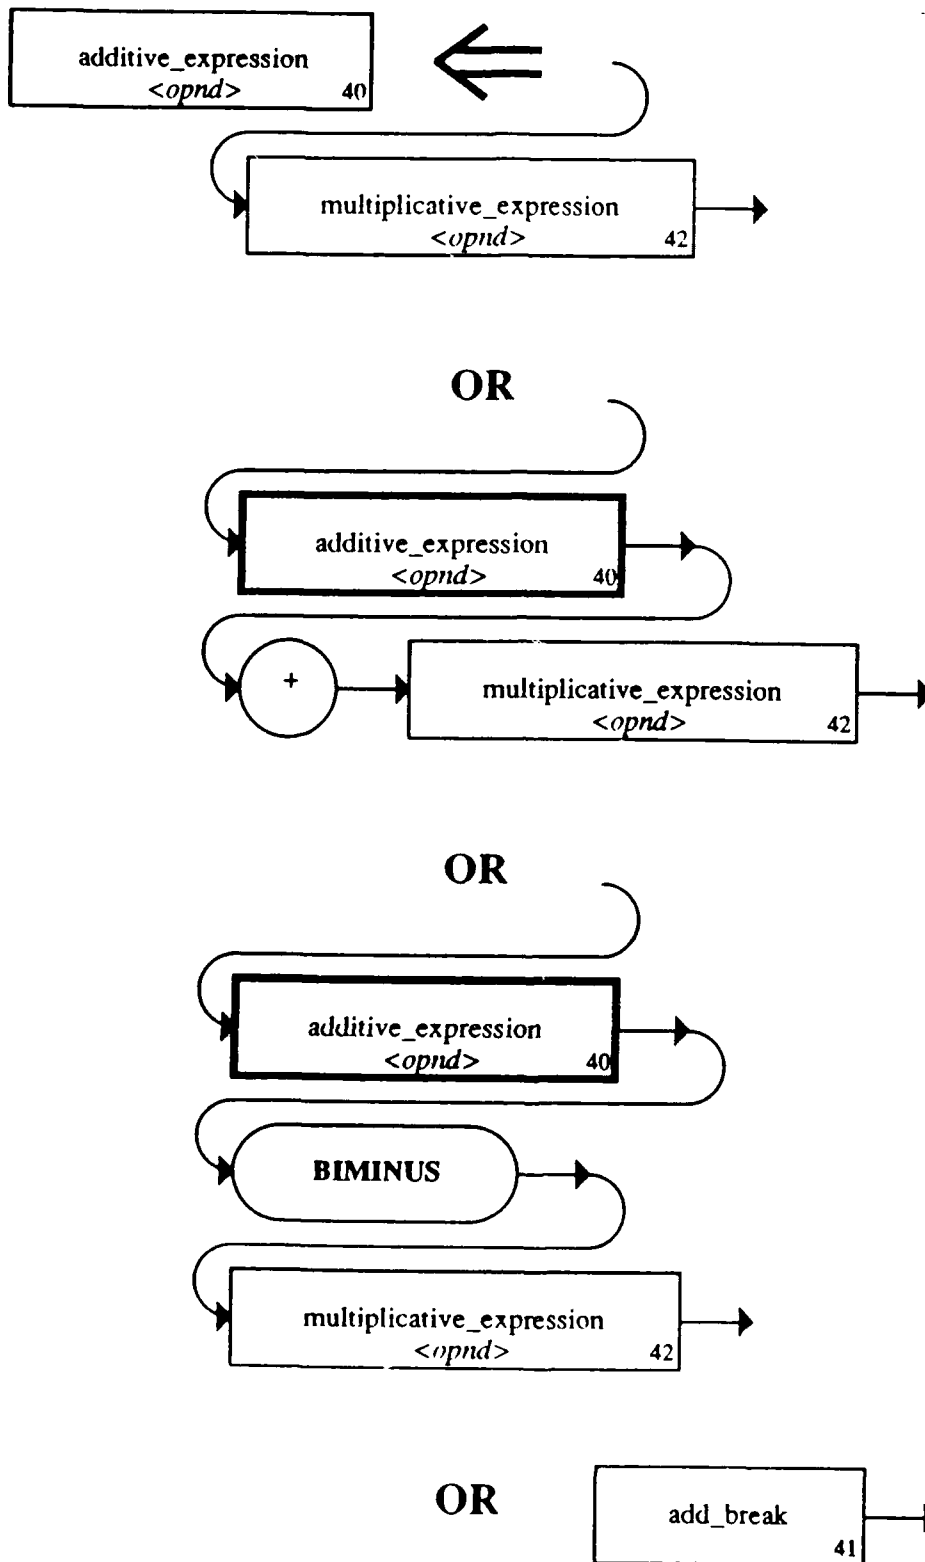 additive_expression
<opnd> 40
multiplicative_expression
<opnd> 42
OR
additive_expression
<opnd> 40
+
multiplicative_expression
<opnd> 42
OR
additive_expression
<opnd> 40
BIMINUS
multiplicative_expression
<opnd> 42
OR
add_break
41